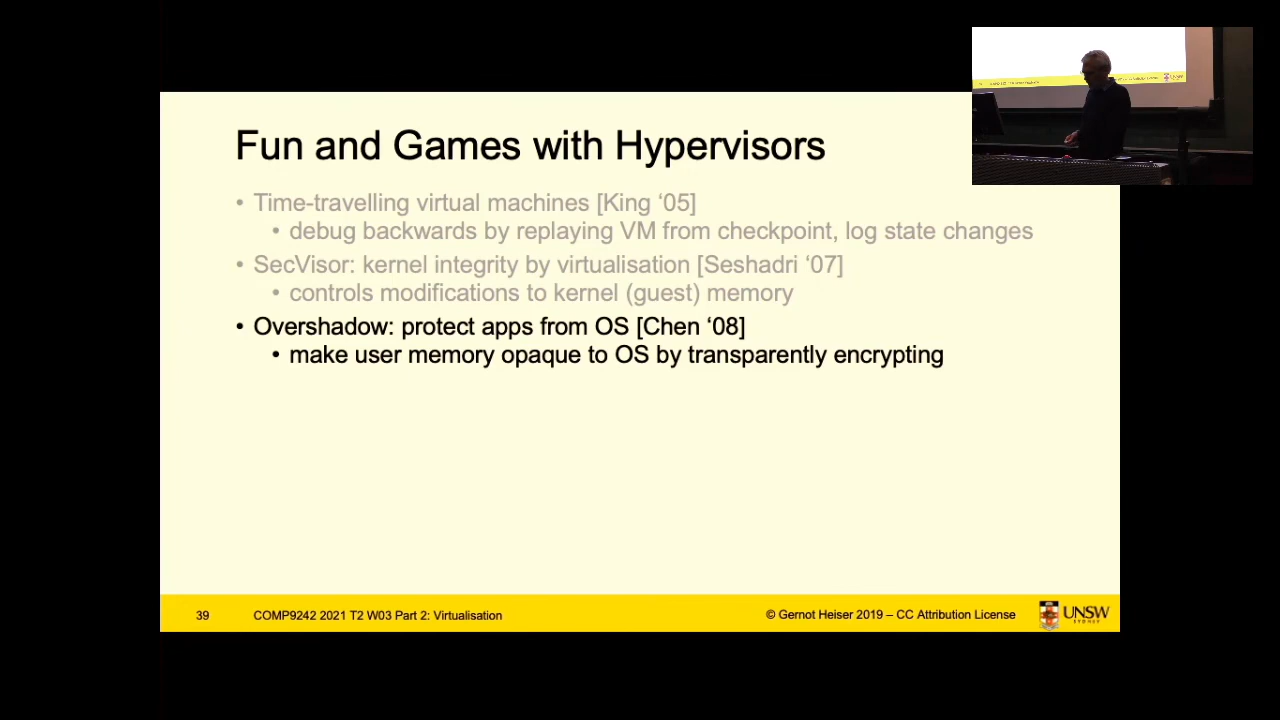 Fun and Games with Hypervisors
• Time-travelling virtual machines [King ‘05]
• debug backwards by replaying VM from checkpoint, log state changes
• SecVisor: kernel integrity by virtualisation [Seshadri ‘07]
• controls modifications to kernel (guest) memory
• Overshadow: protect apps from OS [Chen ‘08]
• make user memory opaque to OS by transparently encrypting
39 COMP9242 2021 T2 W03 Part 2: Virtualisation © Gernot Heiser 2019 – CC Attribution License UNSW
SYDNEY
UNSW